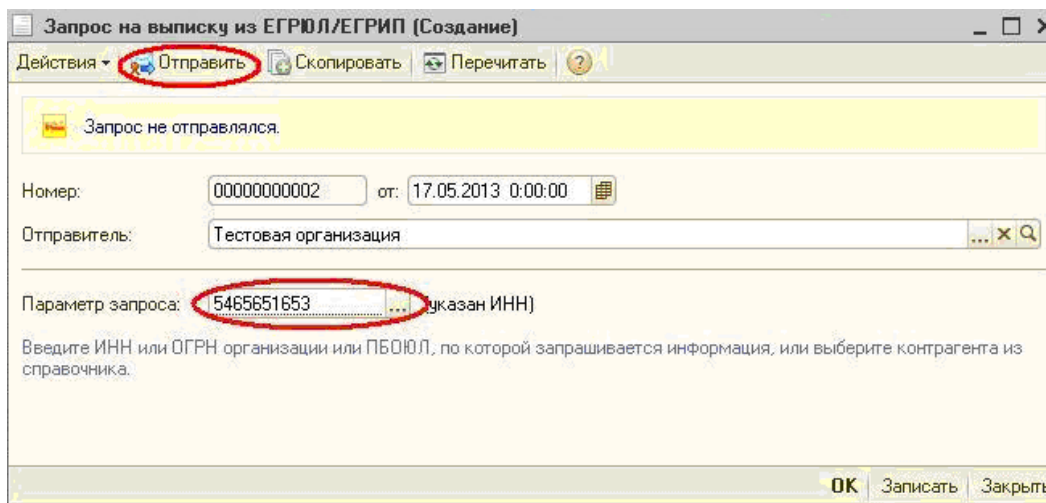 Запрос на выписку из ЕГРЮЛ/ЕГРИП (Создание)
Действия Отправить Скопировать Перечитать ?
Запрос не отправлялся.
Номер: 00000000002 от: 17.05.2013 0:00:00
Отправитель: Тестовая организация ...
Параметр запроса: 5465651653 ... (указан ИНН)
Введите ИНН или ОГРН организации или ПБОЮЛ, по которой запрашивается информация, или выберите контрагента из
справочника.
OK Записать Закрыть